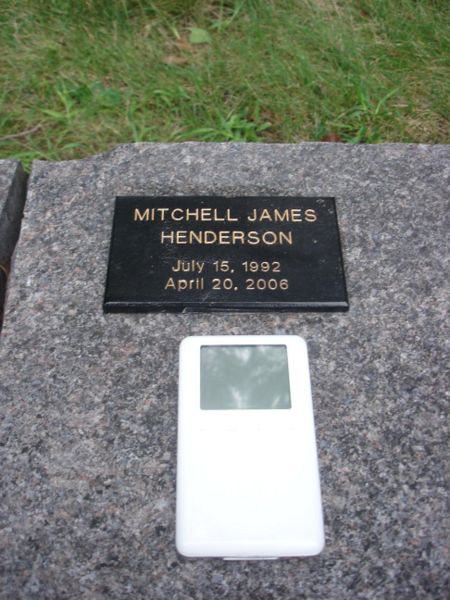 MITCHELL JAMES
HENDERSON
July 15, 1992
April 20, 2006